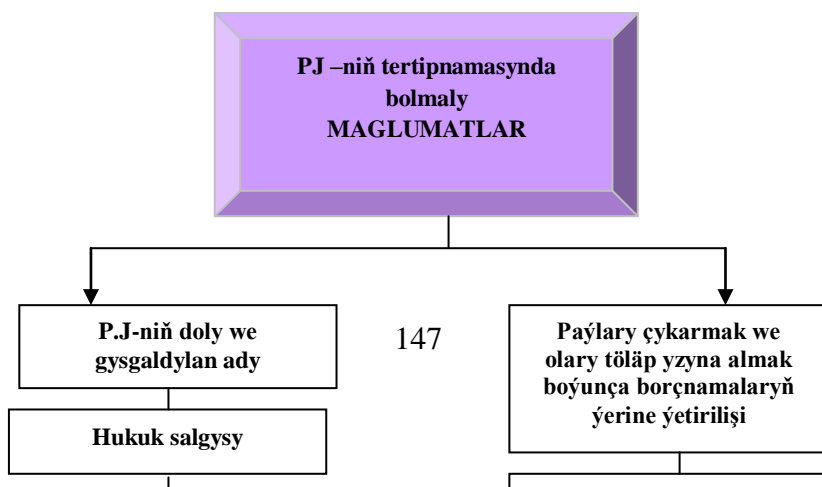 PJ –niň tertipnamasynda
bolmaly
MAGLUMATLAR
P.J-niň doly we
gysgaldylan ady
147
Paýlary çykarmak we
olary töläp yzyna almak
boýunça borçnamalaryň
ýerine ýetirilişi
Hukuk salgysy